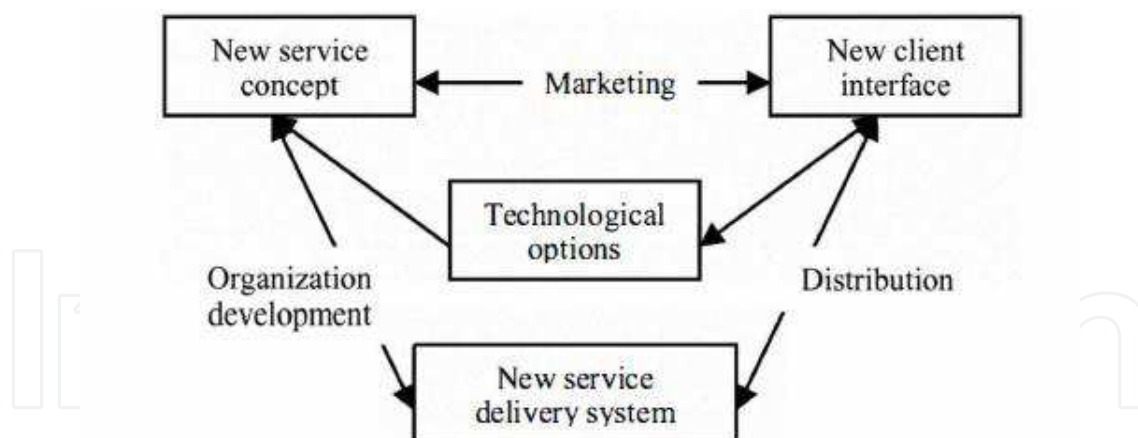 New service
concept
Marketing
New client
interface
Technological
options
Organization
development
Distribution
New service
delivery system